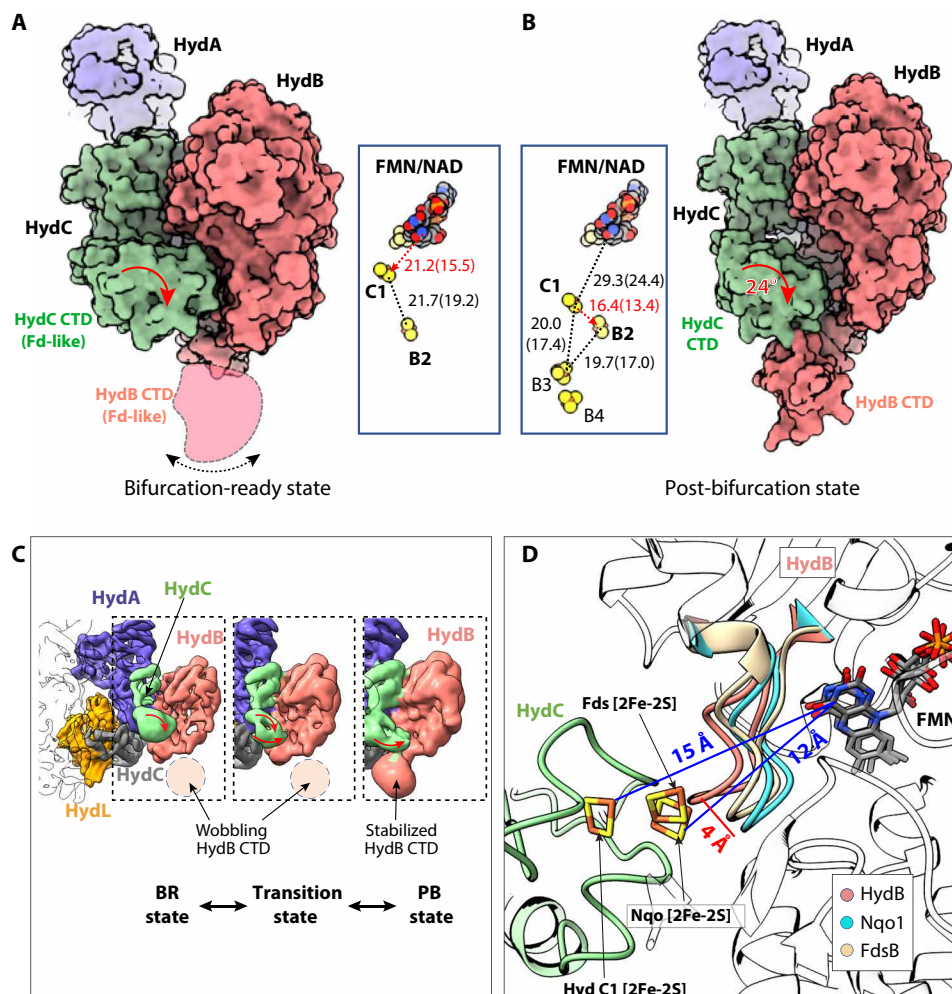 A
HydA
HydB
HydC
HydC CTD
(Fd-like)
HydB CTD
(Fd-like)
Bifurcation-ready state
FMN/NAD
21.2(15.5)
C1
21.7(19.2)
B2
B
FMN/NAD
29.3(24.4)
C1
16.4(13.4)
20.0
(17.4)
B2
19.7(17.0)
B3
B4
HydA
HydB
HydC
24°
HydC
CTD
HydB CTD
Post-bifurcation state
C
HydC
HydA
HydB
HydB
HydC
HydL
Wobbling
HydB CTD
Stabilized
HydB CTD
BR
state
Transition
state
PB
state
D
HydB
Fds [2Fe-2S]
HydC
FMN
15 Å
12Å
4 Å
Nqo [2Fe-2S]
Hyd C1 [2Fe-2S]
HydB
Nqo1
FdsB